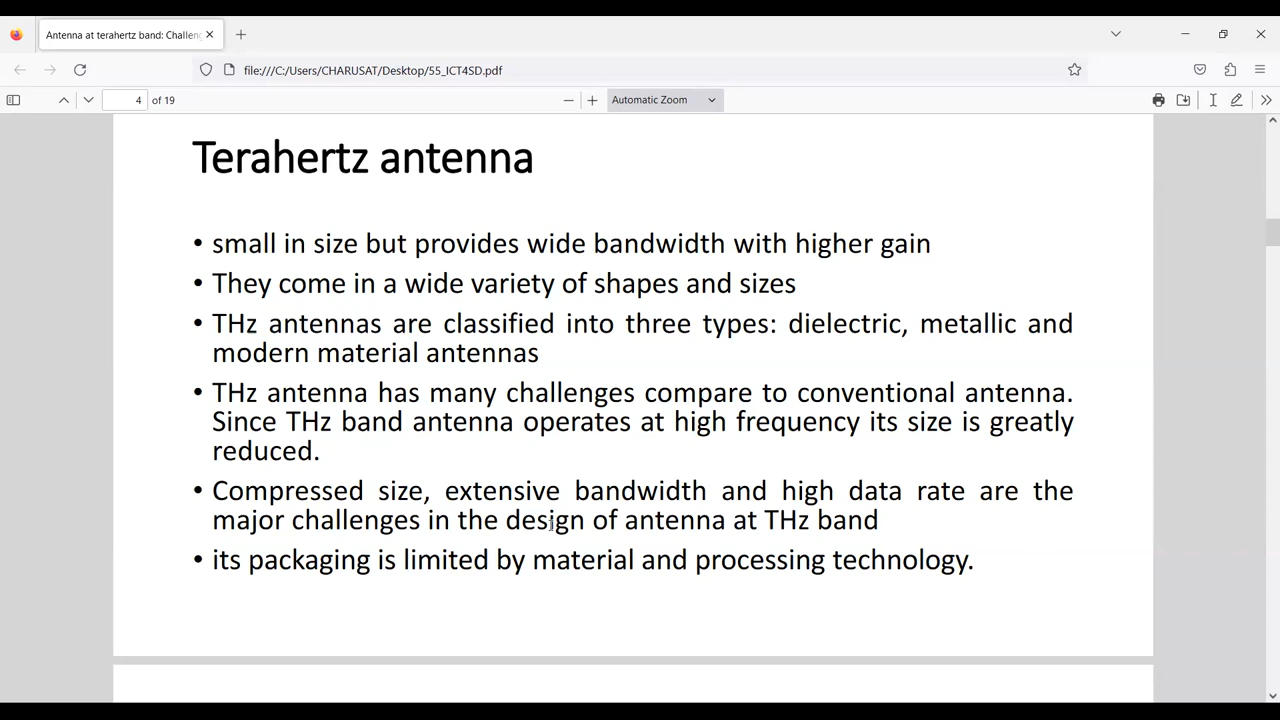 Antenna at terahertz band: Challeng
file:///C:/Users/CHARUSAT/Desktop/55_ICT4SD.pdf
4 of 19
Automatic Zoom
Terahertz antenna
• small in size but provides wide bandwidth with higher gain
• They come in a wide variety of shapes and sizes
• THz antennas are classified into three types: dielectric, metallic and
modern material antennas
• THz antenna has many challenges compare to conventional antenna.
Since THz band antenna operates at high frequency its size is greatly
reduced.
• Compressed size, extensive bandwidth and high data rate are the
major challenges in the design of antenna at THz band
• its packaging is limited by material and processing technology.